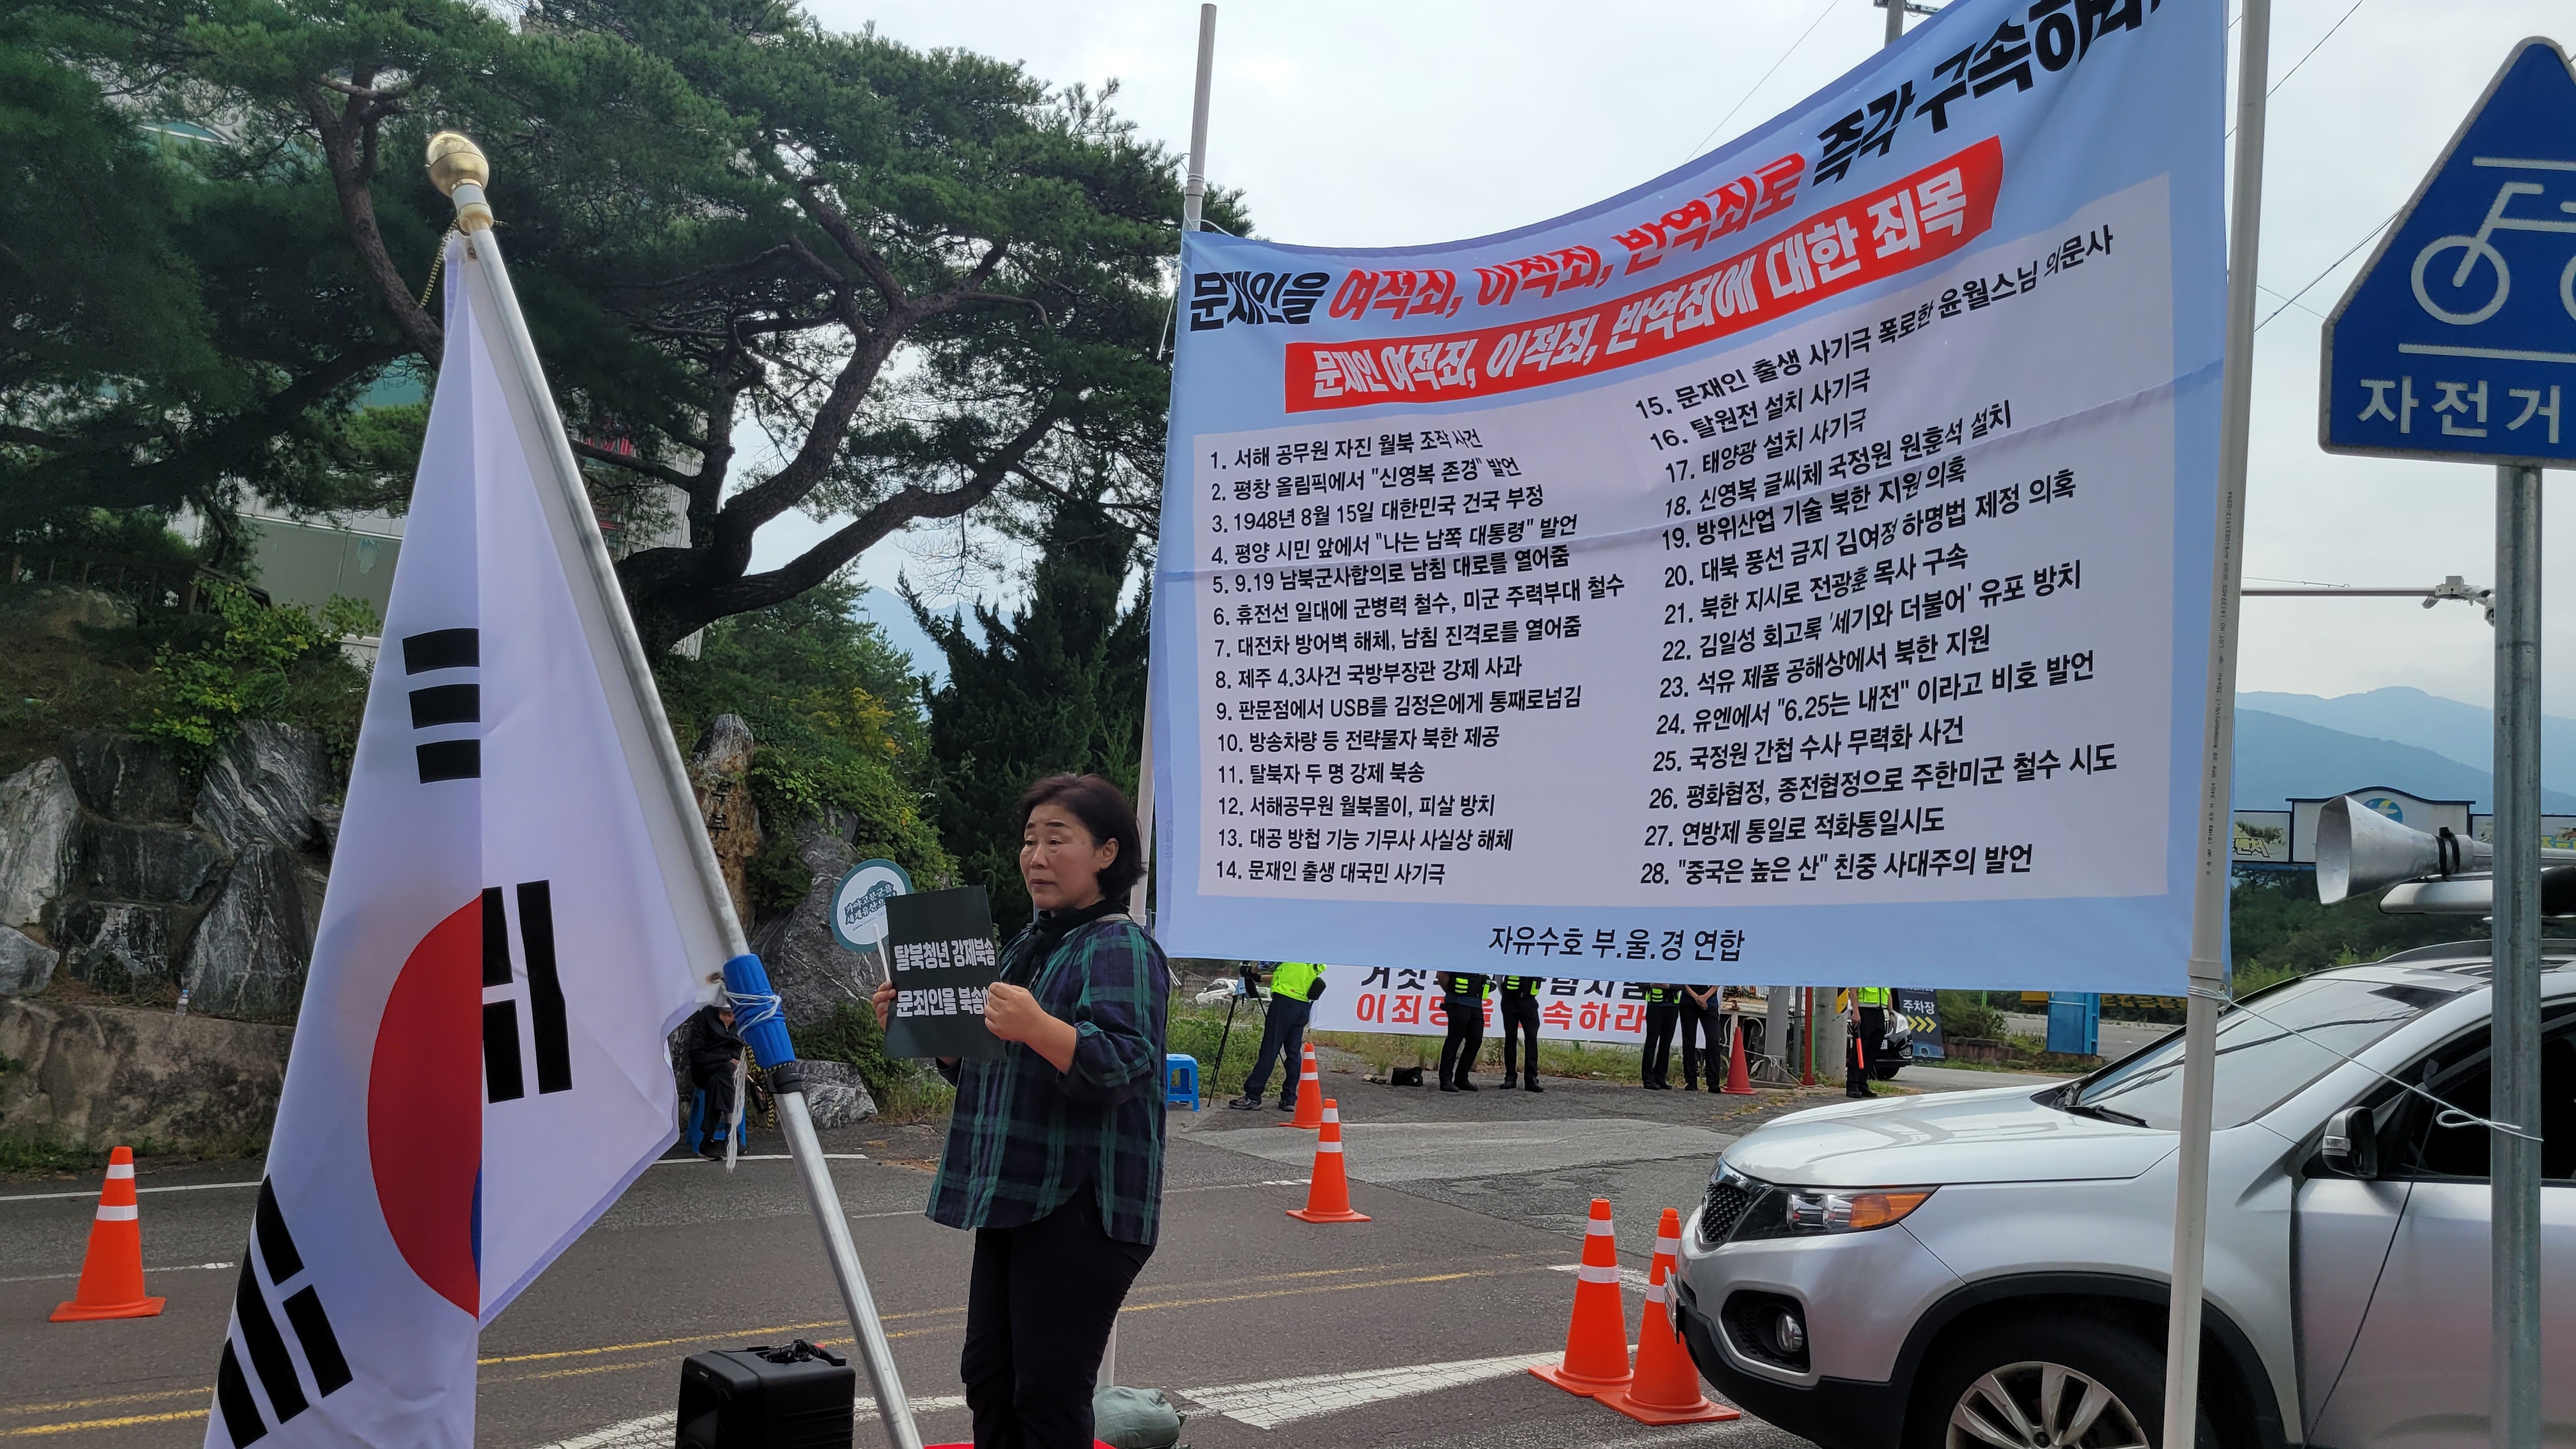 문재인을 여적죄, 이적죄, 반역죄로 즉각 구속하라!
문재인 여적죄, 이적죄, 반역죄에 대한 죄목
1. 서해 공무원 자진 월북 조작 사건
2. 평창 올림픽에서 "신영복 존경" 발언
3. 1948년 8월 15일 대한민국 건국 부정
4. 평양 시민 앞에서 "나는 남쪽 대통령" 발언
5. 9.19 남북군사합의로 남침 대로를 열어줌
6. 휴전선 일대에 군병력 철수, 미군 주력부대 철수
7. 대전차 방어벽 해체, 남침 진격로를 열어줌
8. 제주 4.3사건 국방부장관 강제 사과
9. 판문점에서 USB를 김정은에게 통째로넘김
10. 방송차량 등 전략물자 북한 제공
11. 탈북자 두 명 강제 북송
12. 서해공무원 월북몰이, 피살 방치
13. 대공 방첩 기능 기무사 사실상 해체
14. 문재인 출생 대국민 사기극
15. 문재인 출생 사기극 폭로한 윤월스님 의문사
16. 탈원전 설치 사기극
17. 태양광 설치 사기극
18. 신영복 글씨체 국정원 원훈석 설치
19. 방위산업 기술 북한 지원 의혹
20. 대북 풍선 금지 김여정 하명법 제정 의혹
21. 북한 지시로 전광훈 목사 구속
22. 김일성 회고록 '세기와 더불어' 유포 방치
23. 석유 제품 공해상에서 북한 지원
24. 유엔에서 "6.25는 내전" 이라고 비호 발언
25. 국정원 간첩 수사 무력화 사건
26. 평화협정, 종전협정으로 주한미군 철수 시도
27. 연방제 통일로 적화통일시도
28. "중국은 높은 산" 친중 사대주의 발언
자유수호 부.울.경 연합
자전거
가야고분군을
세계유산으로
탈북청년 강제북송
문죄인을 북송
거짓
이죄명을 구속하라
주차장